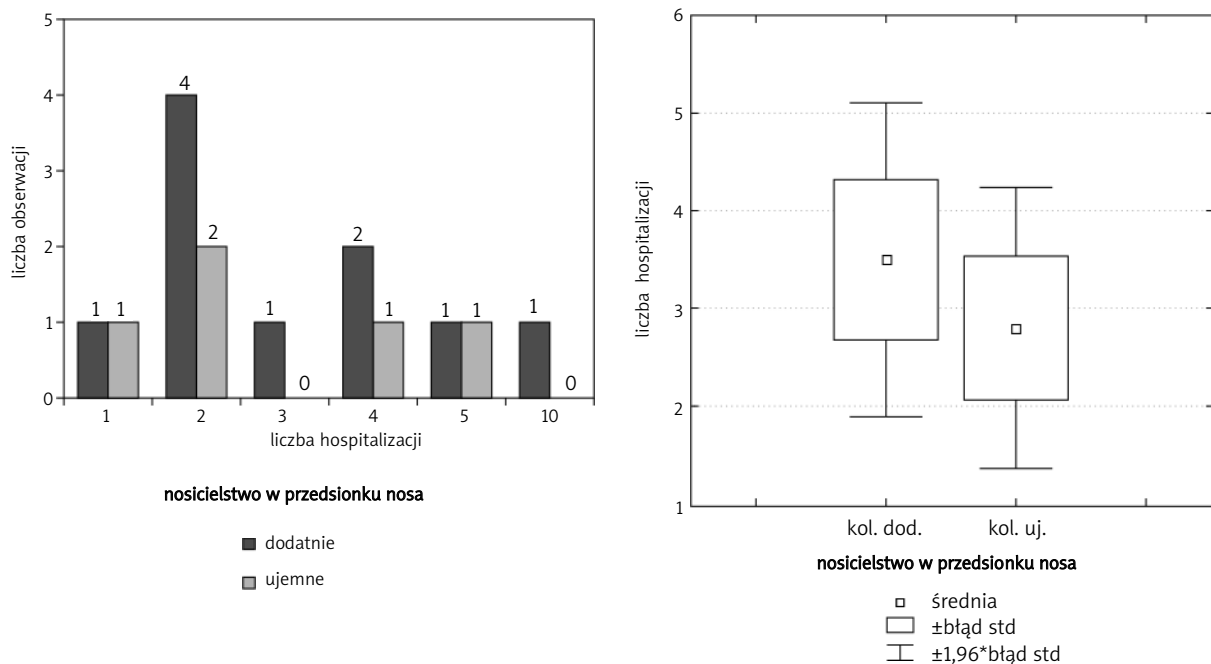 5
4
3
2
1
0
liczba obserwacji
1 1
4
2
1
0
2
1
1 1
1
0
1 2 3 4 5 10
liczba hospitalizacji
nosicielstwo w przedsionku nosa
dodatnie
ujemne
6
5
4
3
2
1
liczba hospitalizacji
kol. dod. kol. uj.
nosicielstwo w przedsionku nosa
średnia
±błąd std
±1,96*błąd std